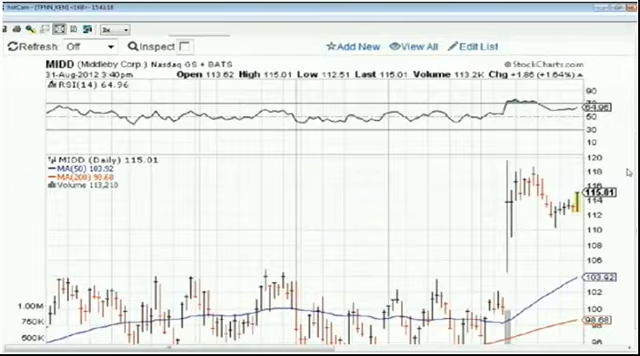 Refresh Off Inspect Add New View All Edit List
MIDD (Middleby Corp.) Nasdaq GS + BATS © StockCharts.com
31-Aug-2012 3:40pm Open 113.62 High 115.01 Low 112.51 Last 115.01 Volume 113.2K Chg +1.86 (+1.64%)
RSI(14) 64.96
90
70
64.96
50
30
10
MIDD (Daily) 115.01
MA(50) 103.92
MA(200) 98.68
Volume 113,210
120
118
116
115.01
114
112
110
108
106
103.92
102
1.00M 100
750K 98.68
500K 96